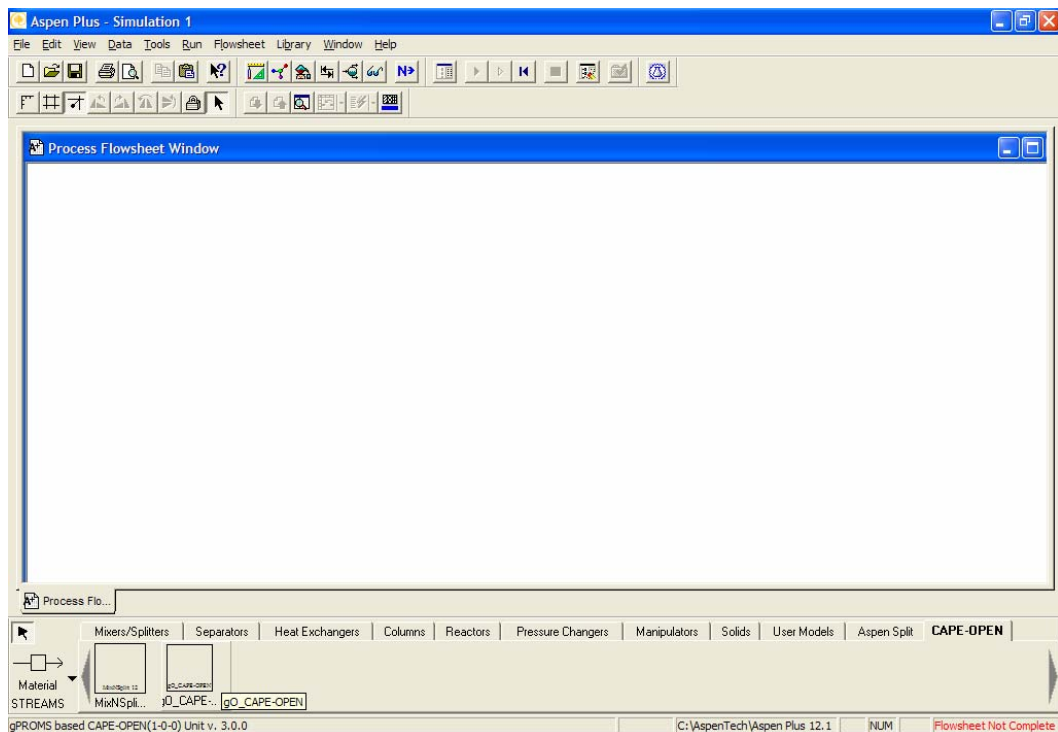 Aspen Plus - Simulation 1
File Edit View Data Tools Run Flowsheet Library Window Help
N>
Process Flowsheet Window
Process Flo...
Mixers/Splitters Separators Heat Exchangers Columns Reactors Pressure Changers Manipulators Solids User Models Aspen Split CAPE-OPEN
Material
STREAMS
gO_CAPE-OPEN
MixNSpli... gO_CAPE-.. gO_CAPE-OPEN
gPROMS based CAPE-OPEN(1-0-0) Unit v. 3.0.0 C:\AspenTech\Aspen Plus 12.1 NUM Flowsheet Not Complete